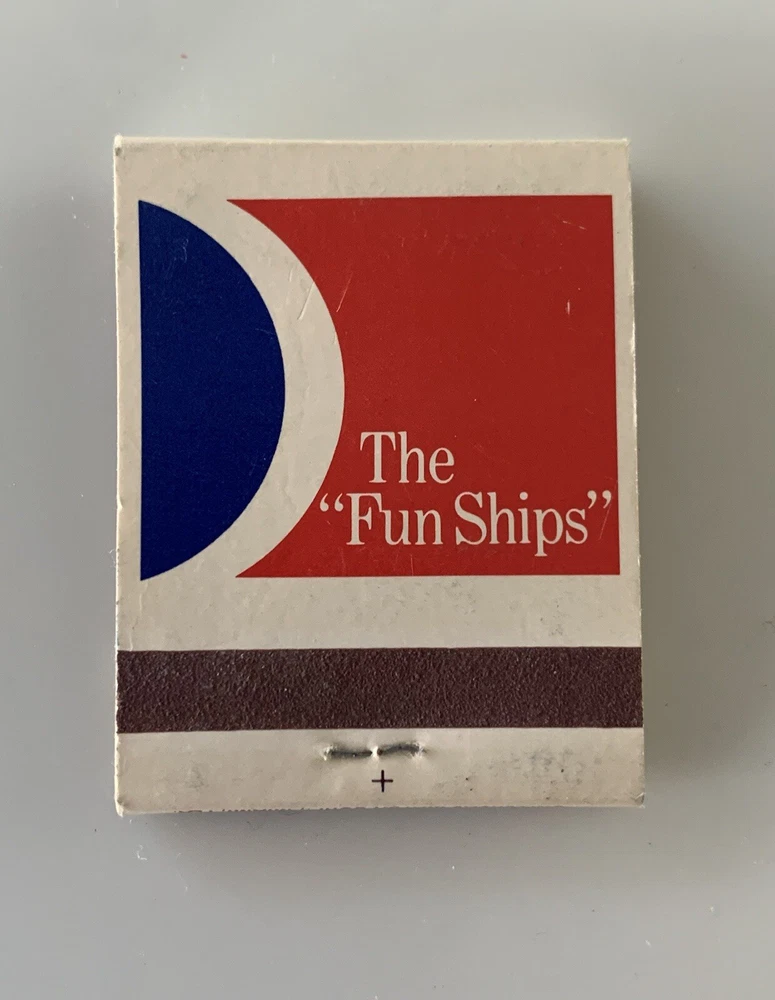 The
“Fun Ships”